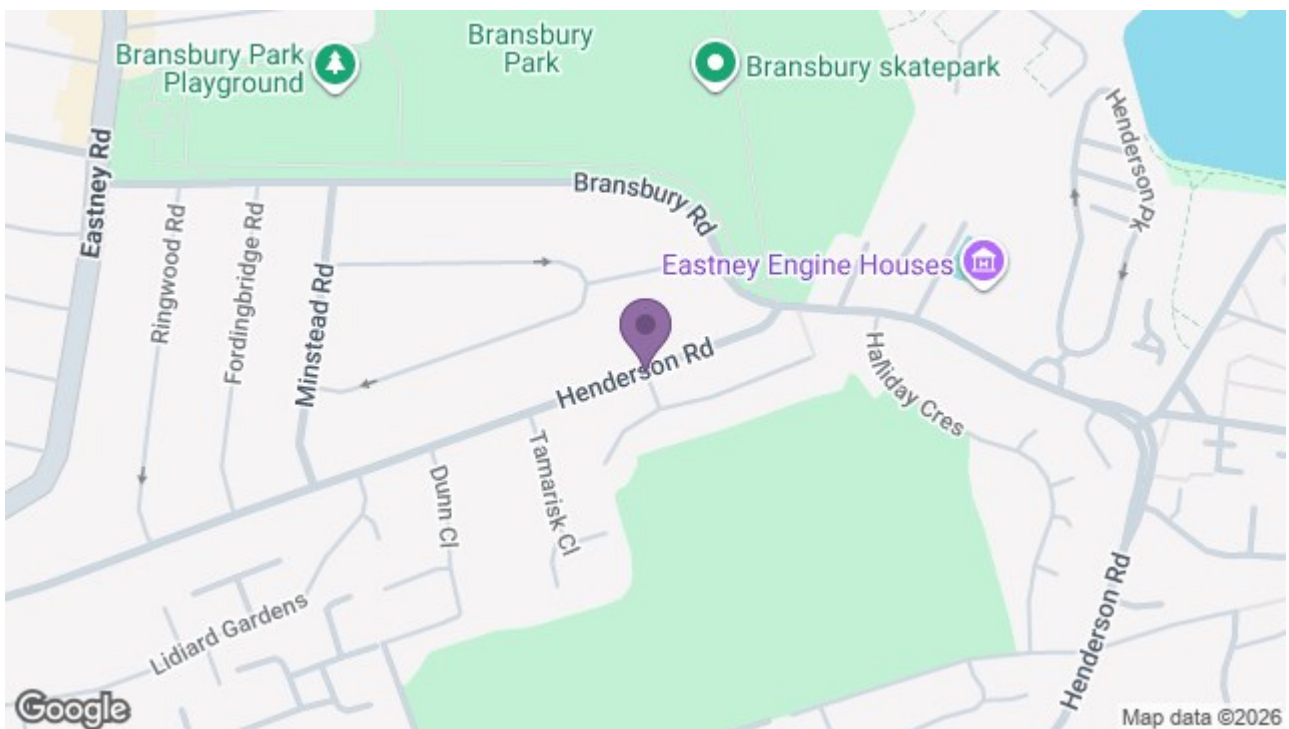 Bransbury Park
Playground
Bransbury
Park
Bransbury skatepark
Henderson Pk
Eastney Rd
Bransbury Rd
Ringwood Rd
Fordingbridge Rd
Minstead Rd
Eastney Engine Houses
Henderson Rd
Halliday Cres
Tamarisk Cl
Dunn Cl
Lidiard Gardens
Henderson Rd
Google
Map data ©2026